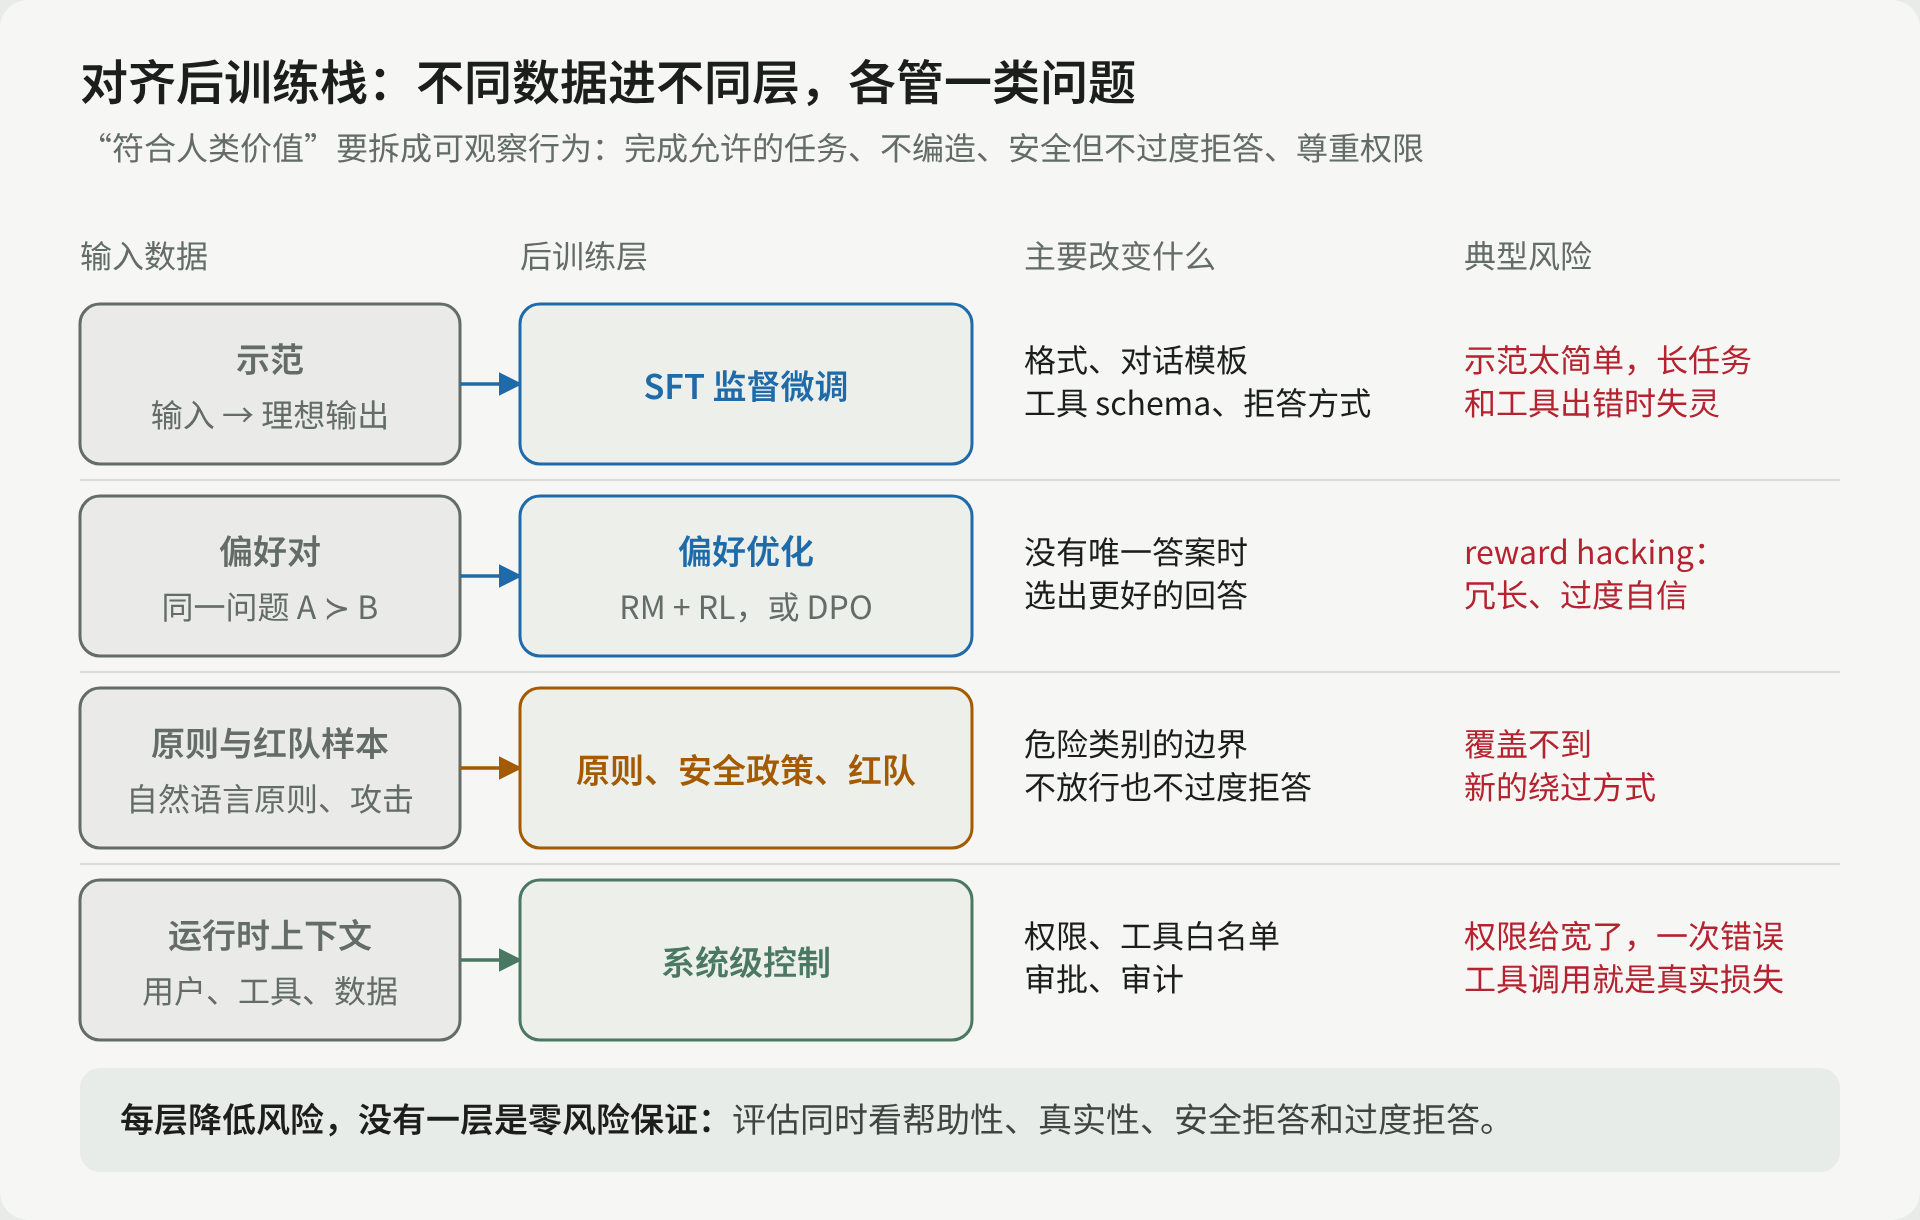 对齐后训练栈：不同数据进不同层，各管一类问题
“符合人类价值”要拆成可观察行为：完成允许的任务、不编造、安全但不过度拒答、尊重权限
输入数据
后训练层
主要改变什么
典型风险
示范
输入 → 理想输出
SFT 监督微调
格式、对话模板
工具 schema、拒答方式
示范太简单，长任务
和工具出错时失灵
偏好对
同一问题 A ≻ B
偏好优化
RM + RL，或 DPO
没有唯一答案时
选出更好的回答
reward hacking：
冗长、过度自信
原则与红队样本
自然语言原则、攻击
原则、安全政策、红队
危险类别的边界
不放行也不过度拒答
覆盖不到
新的绕过方式
运行时上下文
用户、工具、数据
系统级控制
权限、工具白名单
审批、审计
权限给宽了，一次错误
工具调用就是真实损失
每层降低风险，没有一层是零风险保证：评估同时看帮助性、真实性、安全拒答和过度拒答。